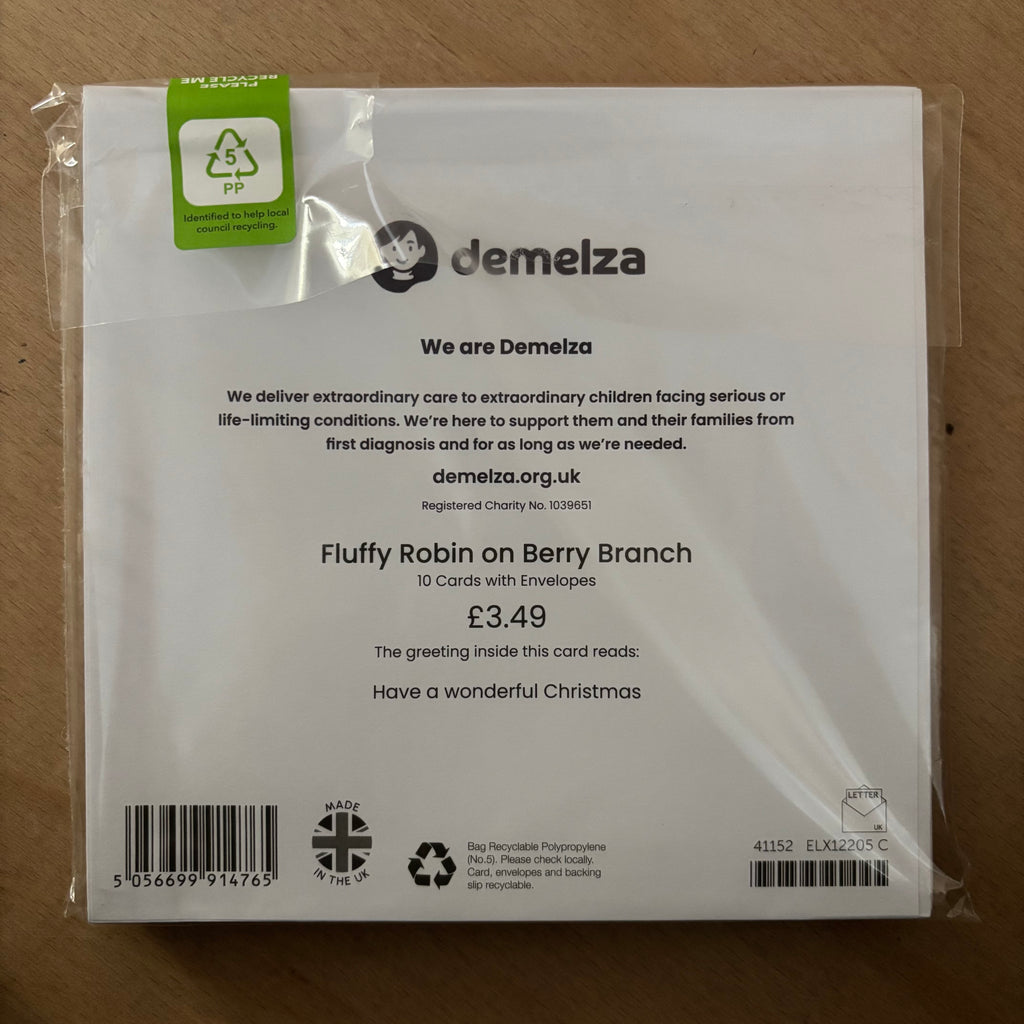 PLEASE
RECYCLE ME
5
PP
Identified to help local
council recycling.
demelza
We are Demelza
We deliver extraordinary care to extraordinary children facing serious or
life-limiting conditions. We're here to support them and their families from
first diagnosis and for as long as we're needed.
demelza.org.uk
Registered Charity No. 1039651
Fluffy Robin on Berry Branch
10 Cards with Envelopes
£3.49
The greeting inside this card reads:
Have a wonderful Christmas
5 056699 914765
MADE
IN THE UK
Bag Recyclable Polypropylene
(No.5). Please check locally.
Card, envelopes and backing
slip recyclable.
LETTER
UK
41152 ELX12205 C